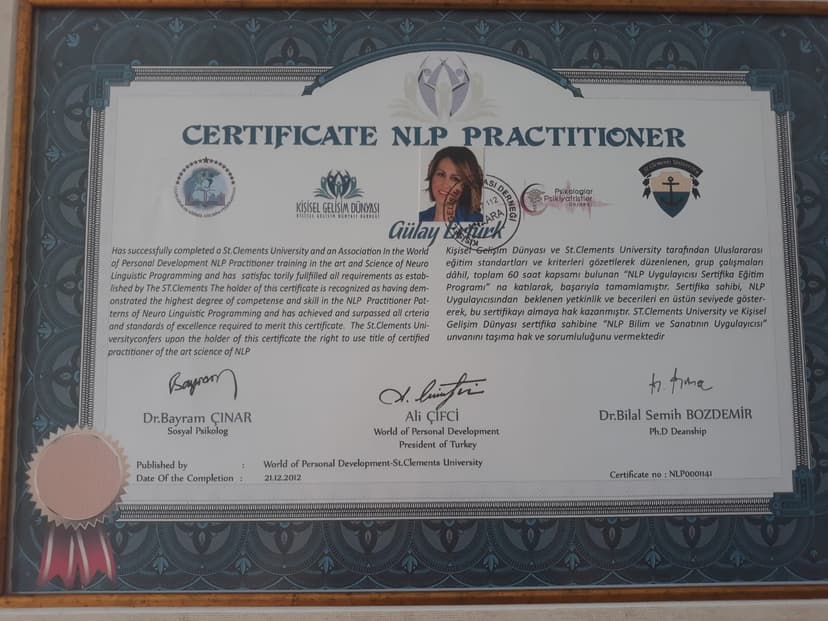 CERTIFICATE NLP PRACTITIONER
KİŞİSEL GELİŞİM DÜNYASI
Psikologlar
Psikiyatristler
St Clements University
Gülay Ertürk
Has successfully completed a St.Clements University and an Association In the World
of Personal Development NLP Practitioner training in the art and Science of Neuro
Linguistic Programming and has satisfac torily fullfilled all requirements as estab-
lished by The ST.Clements The holder of this certificate is recognized as having dem-
onstrated the highest degree of competense and skill in the NLP Practitioner Pat-
terns of Neuro Linguistic Programming and has achieved and surpassed all crteria
and standards of excellence required to merit this certificate. The St.Clements Uni-
versityconfers upon the holder of this certificate the right to use title of certified
practitioner of the art science of NLP
Kişisel Gelişim Dünyası ve St.Clements University tarafından Uluslararası
eğitim standartları ve kriterleri gözetilerek düzenlenen, grup çalışmaları
dâhil, toplam 60 saat kapsamı bulunan "NLP Uygulayıcısı Sertifika Eğitim
Programı" na katılarak, başarıyla tamamlamıştır. Sertifika sahibi, NLP
Uygulayıcısından beklenen yetkinlik ve becerileri en üstün seviyede göster-
erek, bu sertifikayı almaya hak kazanmıştır. ST.Clements University ve Kişisel
Gelişim Dünyası sertifika sahibine "NLP Bilim ve Sanatının Uygulayıcısı"
unvanını taşıma hak ve sorumluluğunu vermektedir
Bayram
Dr.Bayram ÇINAR
Sosyal Psikolog
Ali ÇİFCİ
World of Personal Development
President of Turkey
Dr.Bilal Semih BOZDEMİR
Ph.D Deanship
Published by : World of Personal Development-St.Clements University
Date Of the Completion : 21.12.2012
Certificate no : NLP0001141